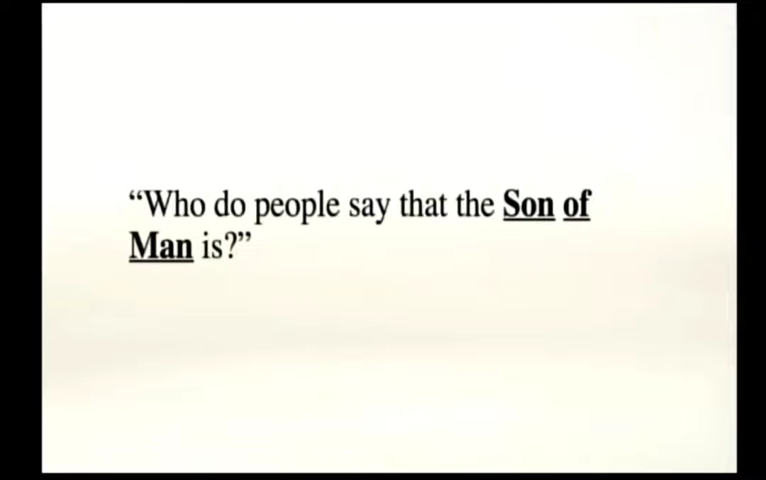 “Who do people say that the Son of
Man is?”